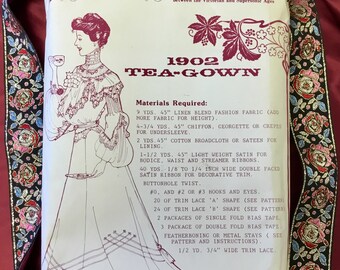 Between the Victorian and Supersonic Ages
1902
TEA-GOWN
Materials Required:
9 YDS. 45" LINEN BLEND FASHION FABRIC (ADD
MORE FABRIC FOR HEIGHT).
4-3/4 YDS. 45" CHIFFON, GEORGETTE OR CREPES
FOR UNDERSLEEVE.
2 YDS. 45" COTTON BROADCLOTH OR SATEEN FOR
LINING
1-1/2 YDS. 45" LIGHT WEIGHT SATIN FOR
BODICE, WAIST AND STREAMER RIBBONS.
40 YDS. 1/8 TO 1/4 INCH WIDE DOUBLE FACED
SATIN RIBBON FOR DECORATIVE TRIM.
BUTTONHOLE TWIST.
#0, AND #2 OR #3 HOOKS AND EYES.
20 OF TRIM LACE 'A' SHAPE (SEE PATTE
24 OF TRIM LACE 'B' SHAPE (SEE PATTE
2 PACKAGES OF SINGLE FOLD BIAS TAPE
1 PACKAGE OF DOUBLE FOLD BIAS TAPE
FEATHERBONING OR METAL STAYS ( SEE
PATTERN AND INSTRUCTIONS)
1/2 YD. 3/4" WIDE TRIM LACE.